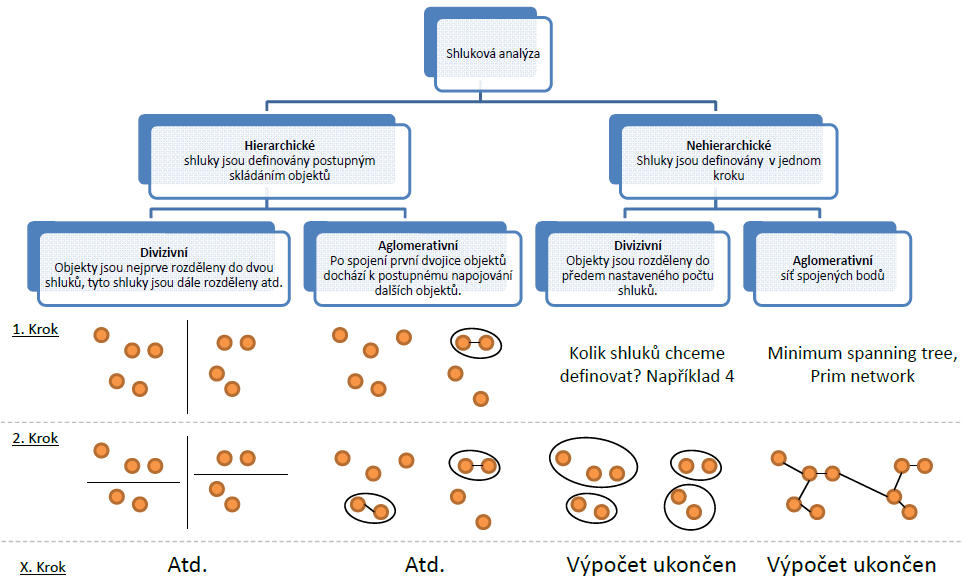 Shluková analýza
Hierarchické
shluky jsou definovány postupným
skládáním objektů
Nehierarchické
Shluky jsou definovány v jednom
kroku
Divizivní
Objekty jsou nejprve rozděleny do dvou
shluků, tyto shluky jsou dále rozděleny atd.
Aglomerativní
Po spojení první dvojice objektů
dochází k postupnému napojování
dalších objektů.
Divizivní
Objekty jsou rozděleny do
předem nastaveného počtu
shluků.
Aglomerativní
síť spojených bodů
1. Krok
Kolik shluků chceme
definovat? Například 4
Minimum spanning tree,
Prim network
2. Krok
X. Krok
Atd.
Atd.
Výpočet ukončen
Výpočet ukončen